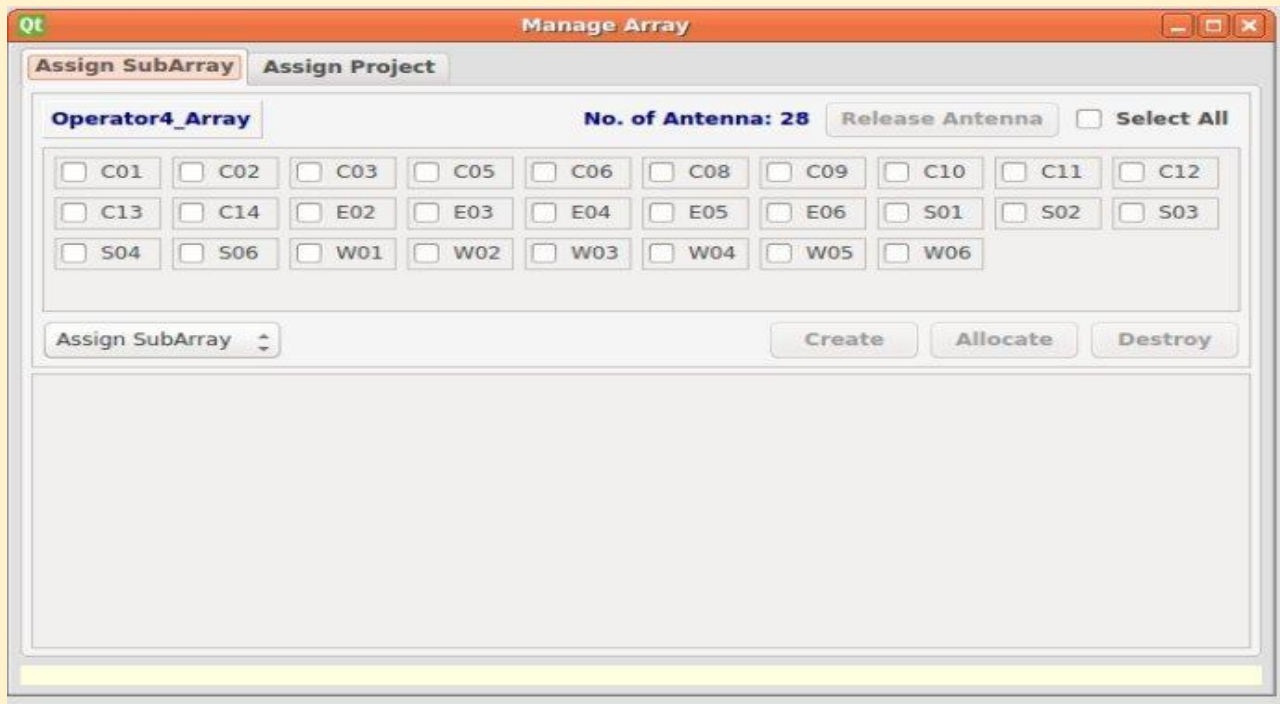 Qt Manage Array
Assign SubArray Assign Project
Operator4_Array No. of Antenna: 28 Release Antenna Select All
C01 C02 C03 C05 C06 C08 C09 C10 C11 C12
C13 C14 E02 E03 E04 E05 E06 S01 S02 S03
S04 S06 W01 W02 W03 W04 W05 W06
Assign SubArray Create Allocate Destroy